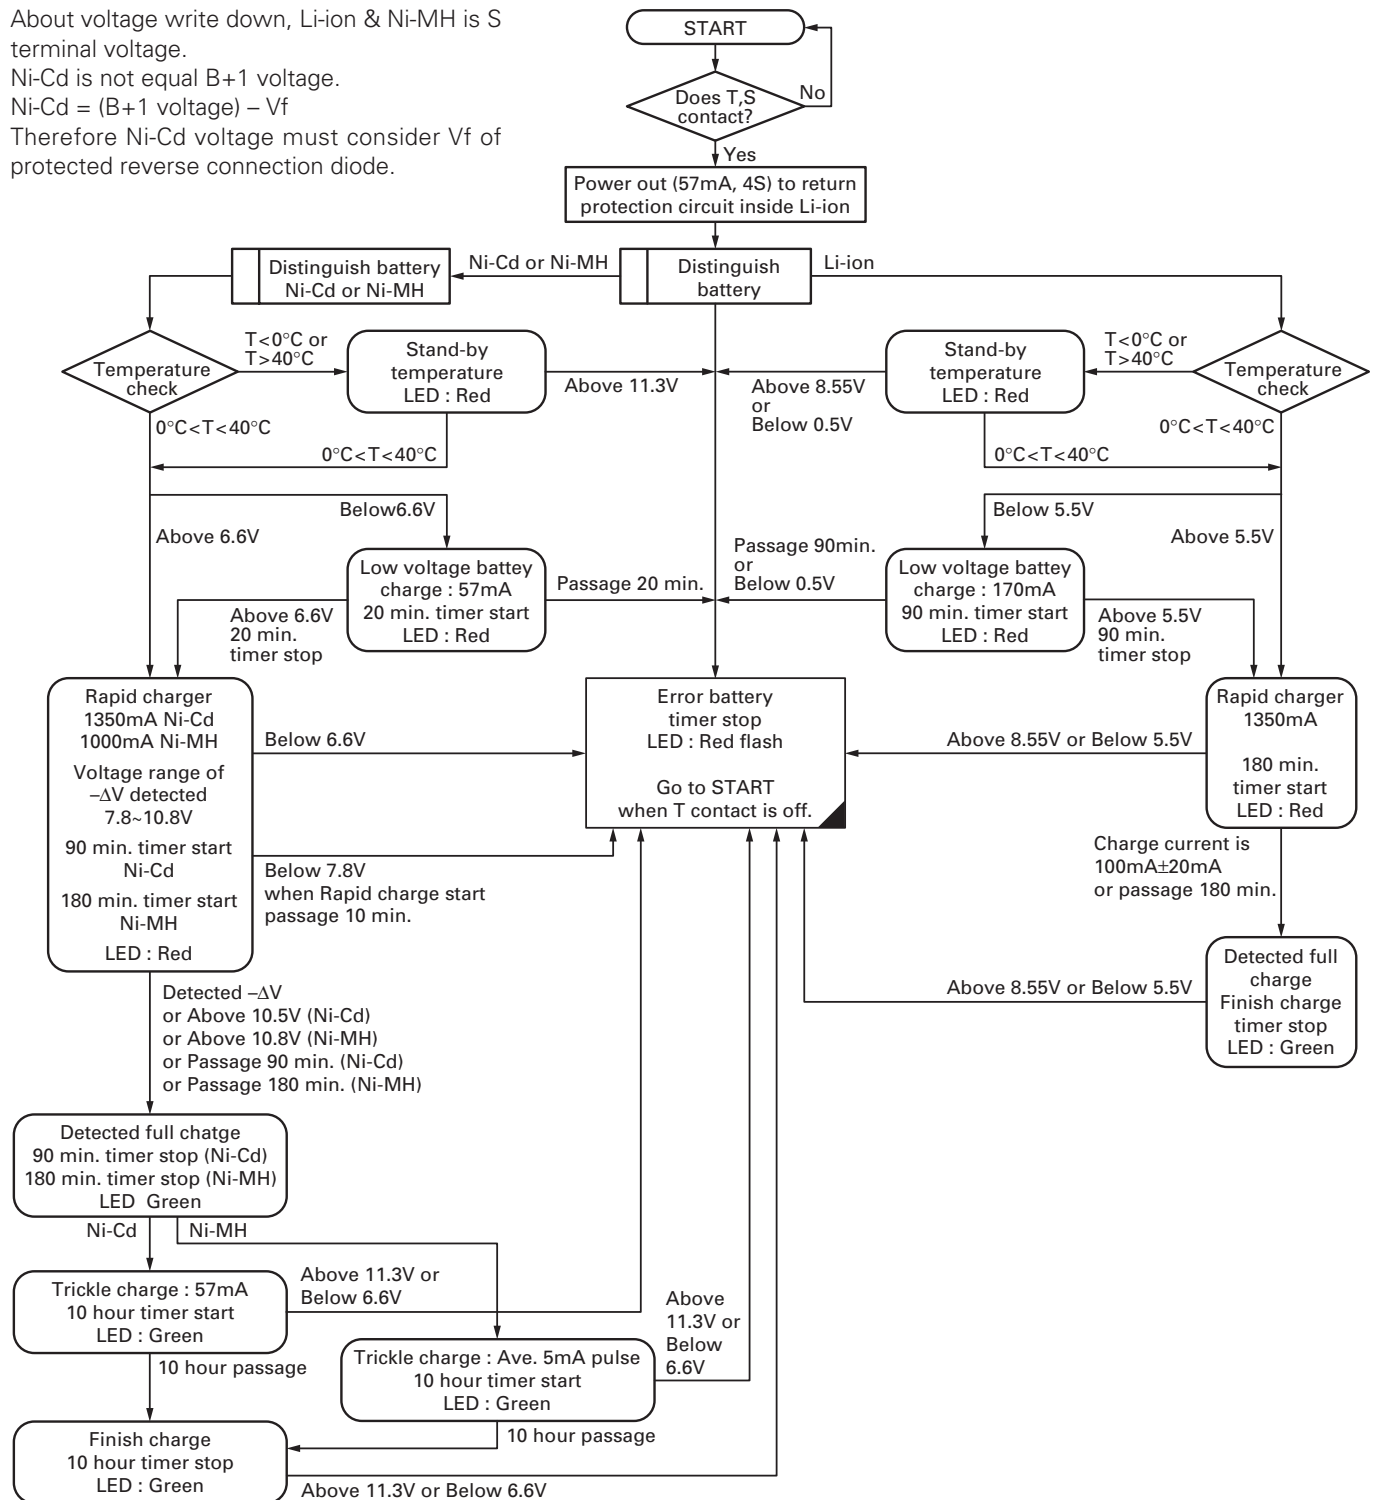 About voltage write down, Li-ion & Ni-MH is S
terminal voltage.
Ni-Cd is not equal B+1 voltage.
Ni-Cd = (B+1 voltage) – Vf
Therefore Ni-Cd voltage must consider Vf of
protected reverse connection diode.
START
Does T,S
contact?
No
Yes
Power out (57mA, 4S) to return
protection circuit inside Li-ion
Distinguish battery
Ni-Cd or Ni-MH
Ni-Cd or Ni-MH
Distinguish
battery
Li-ion
Temperature
check
T<0°C or
T>40°C
Stand-by
temperature
LED : Red
Above 11.3V
0°C<T<40°C
0°C<T<40°C
Above 8.55V
or
Below 0.5V
Stand-by
temperature
LED : Red
T<0°C or
T>40°C
Temperature
check
0°C<T<40°C
0°C<T<40°C
Below6.6V
Above 6.6V
Low voltage battey
charge : 57mA
20 min. timer start
LED : Red
Passage 20 min.
Above 6.6V
20 min.
timer stop
Passage 90min.
or
Below 0.5V
Below 5.5V
Above 5.5V
Low voltage battey
charge : 170mA
90 min. timer start
LED : Red
Above 5.5V
90 min.
timer stop
Rapid charger
1350mA Ni-Cd
1000mA Ni-MH
Voltage range of
–ΔV detected
7.8~10.8V
90 min. timer start
Ni-Cd
180 min. timer start
Ni-MH
LED : Red
Below 6.6V
Below 7.8V
when Rapid charge start
passage 10 min.
Error battery
timer stop
LED : Red flash
Go to START
when T contact is off.
Above 8.55V or Below 5.5V
Rapid charger
1350mA
180 min.
timer start
LED : Red
Charge current is
100mA±20mA
or passage 180 min.
Above 8.55V or Below 5.5V
Detected full
charge
Finish charge
timer stop
LED : Green
Detected –ΔV
or Above 10.5V (Ni-Cd)
or Above 10.8V (Ni-MH)
or Passage 90 min. (Ni-Cd)
or Passage 180 min. (Ni-MH)
Detected full chatge
90 min. timer stop (Ni-Cd)
180 min. timer stop (Ni-MH)
LED Green
Ni-Cd
Ni-MH
Trickle charge : 57mA
10 hour timer start
LED : Green
Above 11.3V or
Below 6.6V
10 hour passage
Trickle charge : Ave. 5mA pulse
10 hour timer start
LED : Green
Above
11.3V or
Below
6.6V
10 hour passage
Finish charge
10 hour timer stop
LED : Green
Above 11.3V or Below 6.6V